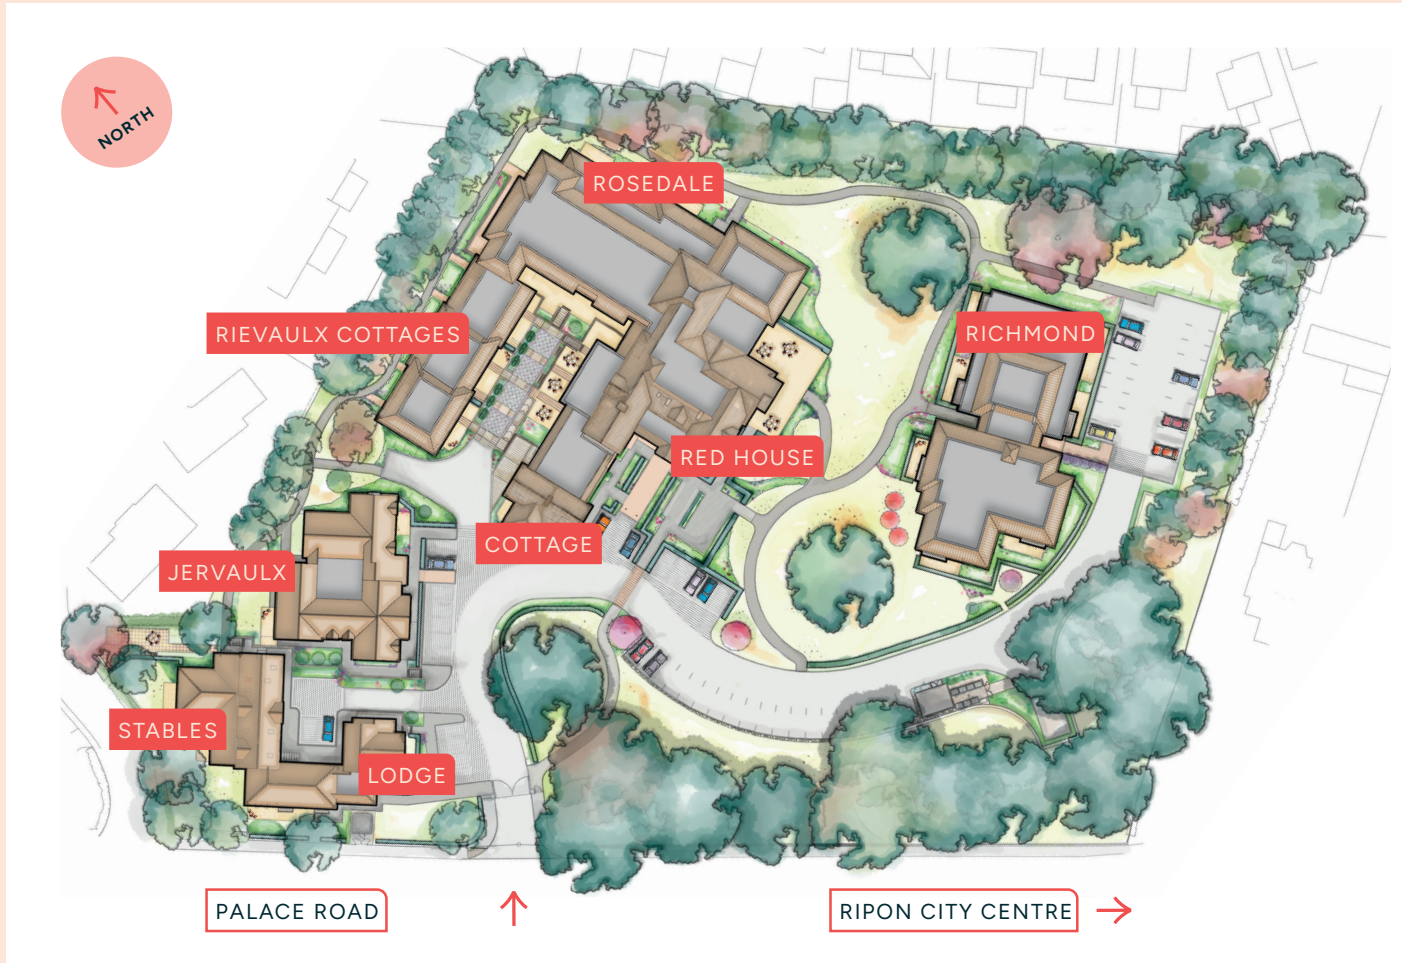 NORTH
ROSEDALE
RIEVAULX COTTAGES
RICHMOND
RED HOUSE
COTTAGE
JERVAULX
STABLES
LODGE
PALACE ROAD
RIPON CITY CENTRE